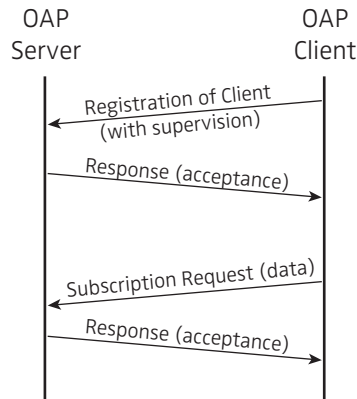 OAP
Server
OAP
Client
Registration of Client
(with supervision)
Response (acceptance)
Subscription Request (data)
Response (acceptance)